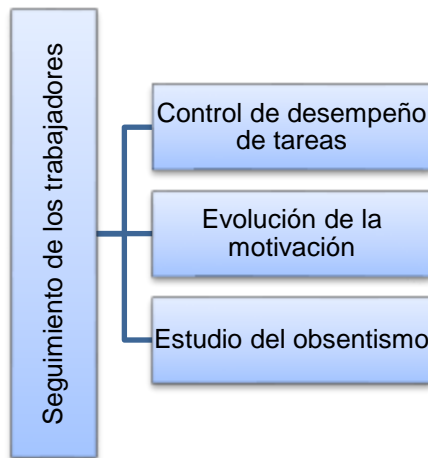 Seguimiento de los trabajadores
Control de desempeño
de tareas
Evolución de la
motivación
Estudio del obsentismo